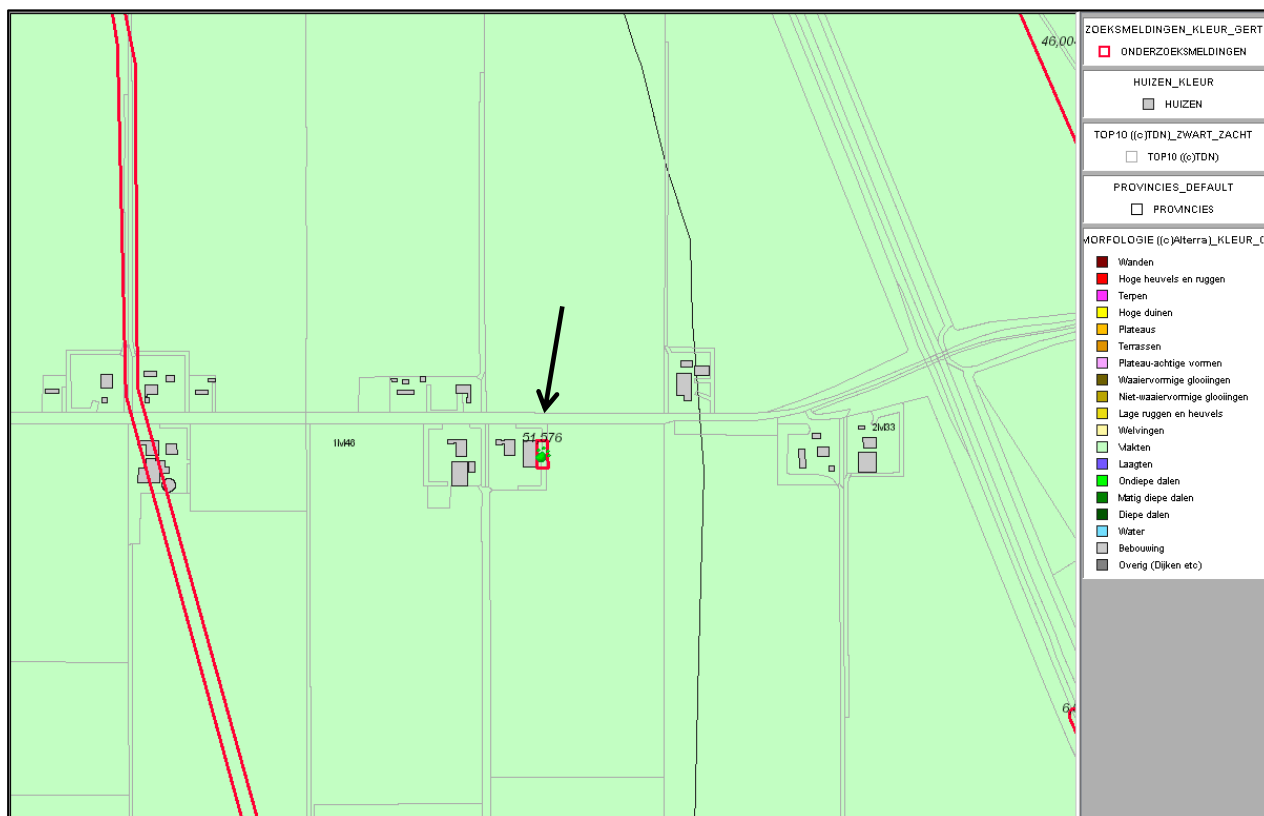 46,00
51,576
1M46
2M33
6,
ZOEKSMELDINGEN_KLEUR_GERT
ONDERZOEKSMELDINGEN
HUIZEN_KLEUR
HUIZEN
TOP10 ((c)TDN)_ZWART_ZACHT
TOP10 ((c)TDN)
PROVINCIES_DEFAULT
PROVINCIES
MORFOLOGIE ((c)Alterra)_KLEUR_
Wanden
Hoge heuvels en ruggen
Terpen
Hoge duinen
Plateaus
Terrassen
Plateau-achtige vormen
Waaiervormige glooiingen
Niet-waaiervormige glooiingen
Lage ruggen en heuvels
Welvingen
Vlakten
Laagten
Ondiepe dalen
Matig diepe dalen
Diepe dalen
Water
Bebouwing
Overig (Dijken etc)